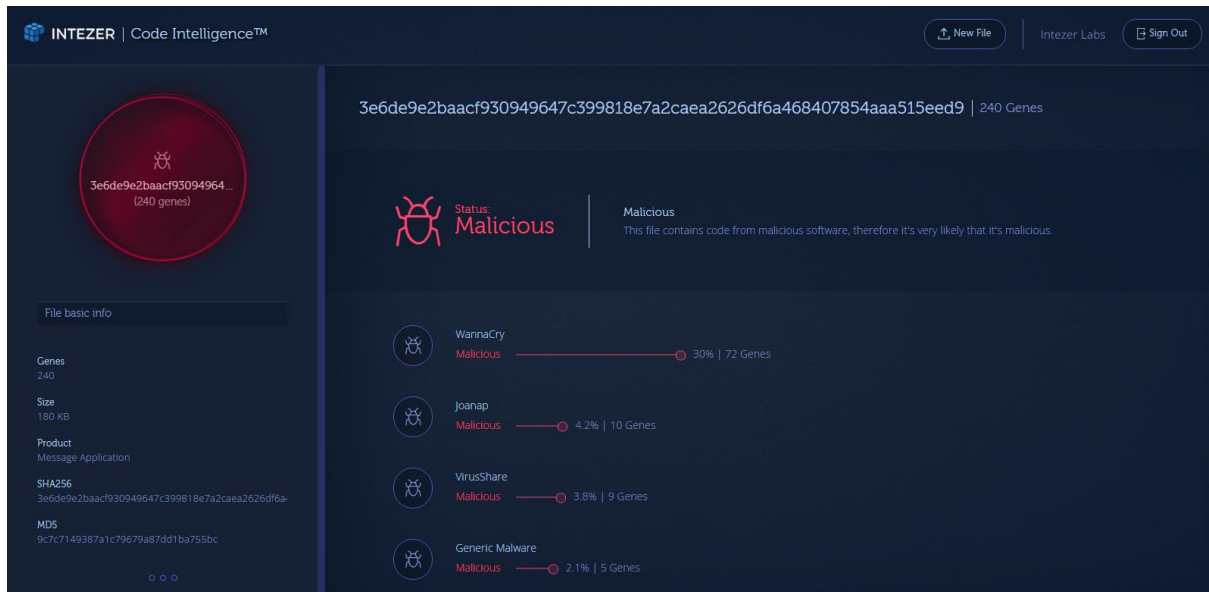 INTEZER | Code Intelligence™
New File
Intezer Labs
Sign Out
3e6de9e2baacf93094964...
(240 genes)
File basic info
Genes
240
Size
180 KB
Product
Message Application
SHA256
3e6de9e2baacf930949647c399818e7a2caea2626df6a4
MD5
9c7c7149387a1c79679a87dd1ba755bc
3e6de9e2baacf930949647c399818e7a2caea2626df6a468407854aaa515eed9 | 240 Genes
Status:
Malicious
Malicious
This file contains code from malicious software, therefore it's very likely that it's malicious.
WannaCry
Malicious 30% | 72 Genes
Joanap
Malicious 4.2% | 10 Genes
VirusShare
Malicious 3.8% | 9 Genes
Generic Malware
Malicious 2.1% | 5 Genes